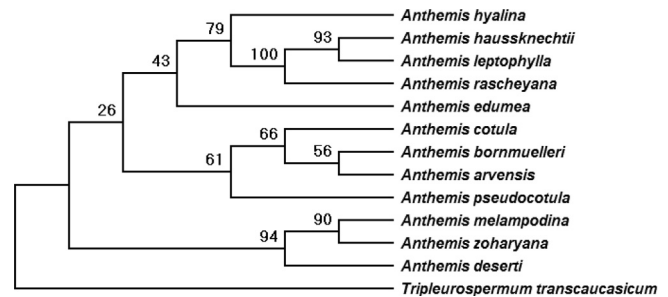 Anthemis hyalina
79
Anthemis haussknechtii
93
Anthemis leptophylla
100
Anthemis rascheyana
43
Anthemis edumea
26
Anthemis cotula
66
Anthemis bornmuelleri
56
Anthemis arvensis
61
Anthemis pseudocotula
Anthemis melampodina
90
Anthemis zoharyana
94
Anthemis deserti
Tripleurospermum transcaucasicum